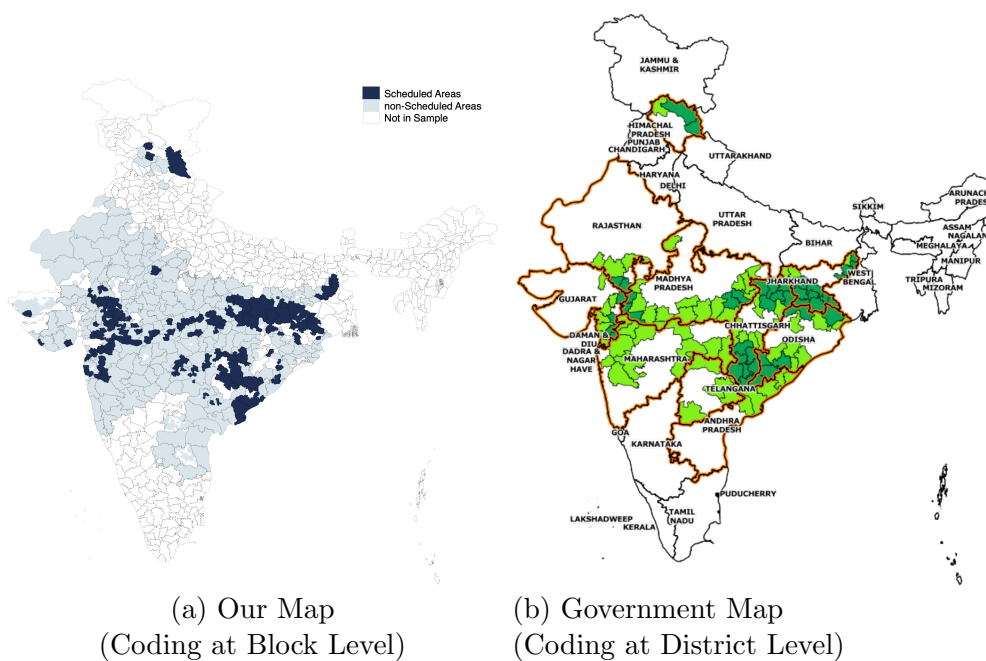 Scheduled Areas
non-Scheduled Areas
Not in Sample
JAMMU &
KASHMIR
HIMACHAL
PRADESH
PUNJAB
CHANDIGARH
UTTARAKHAND
HARYANA
DELHI
RAJASTHAN
UTTAR
PRADESH
BIHAR
SIKKIM
ARUNACH
PRADES
ASSAM
NAGALAN
MEGHALAYA
MANIPUR
TRIPURA
MIZORAM
WEST
BENGAL
JHARKHAND
MADHYA
PRADESH
GUJARAT
CHHATTISGARH
ODISHA
DAMAN &
DIU
DADRA &
NAGAR
HAVE
MAHARASHTRA
TELANGANA
ANDHRA
PRADESH
GOA
KARNATAKA
PUDUCHERRY
TAMIL
NADU
LAKSHADWEEP
KERALA
(a) Our Map
(Coding at Block Level)
(b) Government Map
(Coding at District Level)